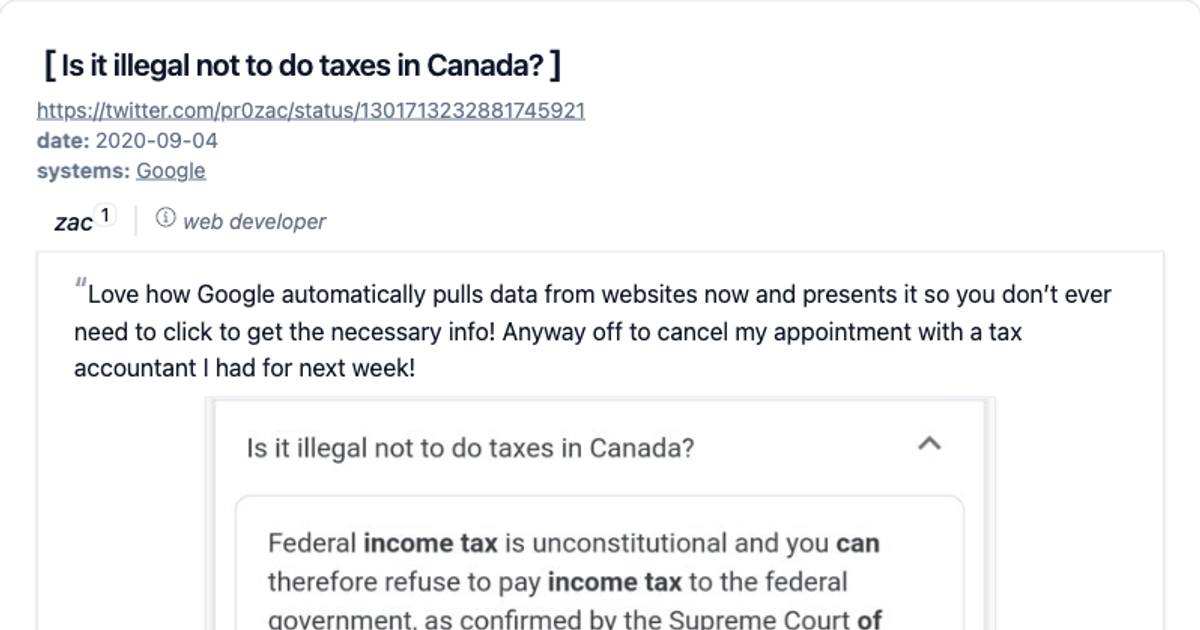 [ Is it illegal not to do taxes in Canada? ]
https://twitter.com/pr0zac/status/1301713232881745921
date: 2020-09-04
systems: Google
zac 1 ⓘ web developer
“Love how Google automatically pulls data from websites now and presents it so you don’t ever
need to click to get the necessary info! Anyway off to cancel my appointment with a tax
accountant I had for next week!
Is it illegal not to do taxes in Canada?
Federal income tax is unconstitutional and you can
therefore refuse to pay income tax to the federal
government, as confirmed by the Supreme Court of